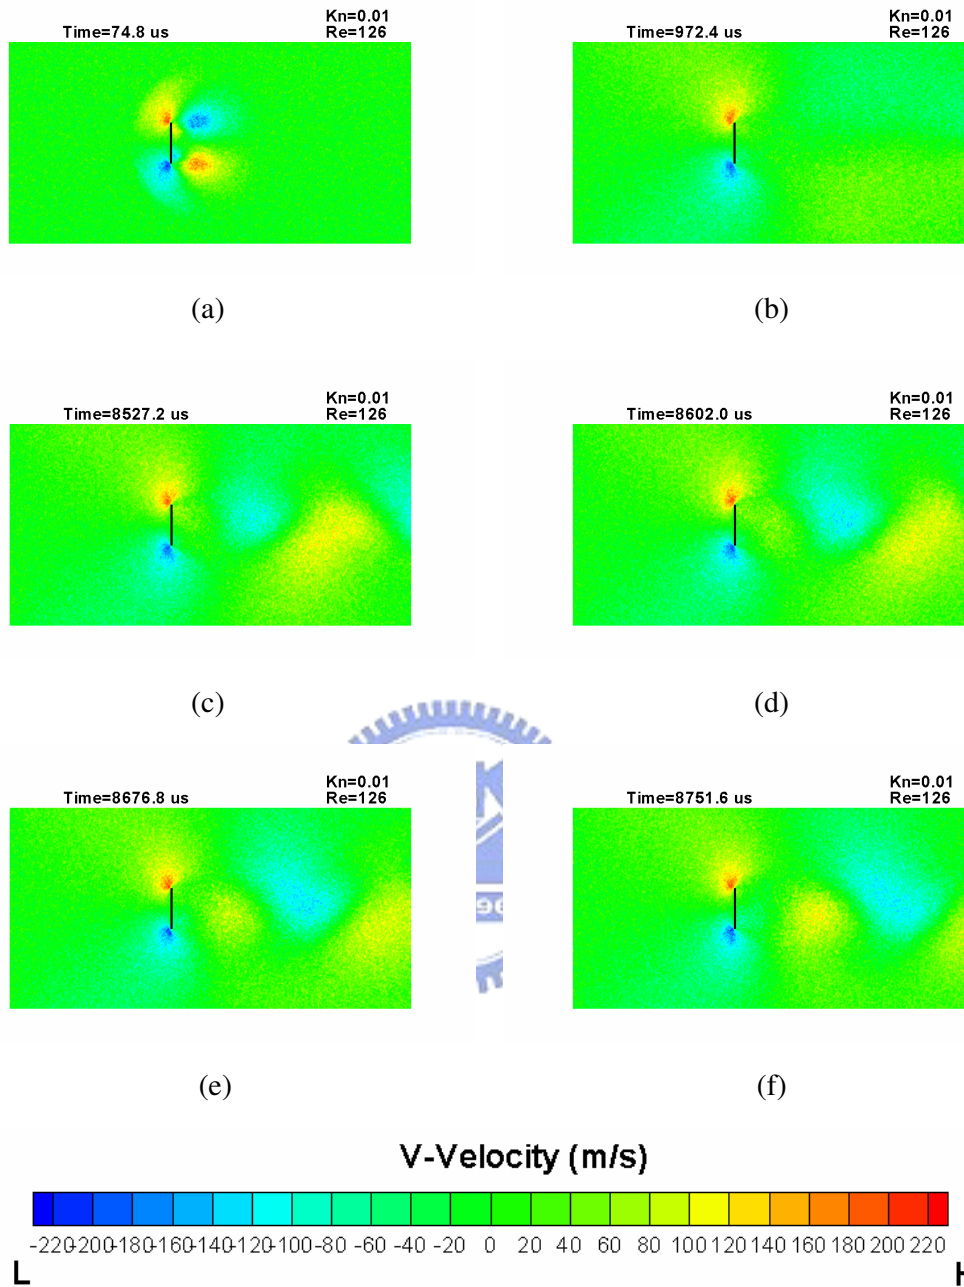 Kn=0.01
Time=74.8 us Re=126
Kn=0.01
Time=972.4 us Re=126
(a) (b)
Kn=0.01
Time=8527.2 us Re=126
Kn=0.01
Time=8602.0 us Re=126
(c) (d)
Kn=0.01
Time=8676.8 us Re=126
Kn=0.01
Time=8751.6 us Re=126
(e) (f)
V-Velocity (m/s)
-220 -200 -180 -160 -140 -120 -100 -80 -60 -40 -20 0 20 40 60 80 100 120 140 160 180 200 220
L